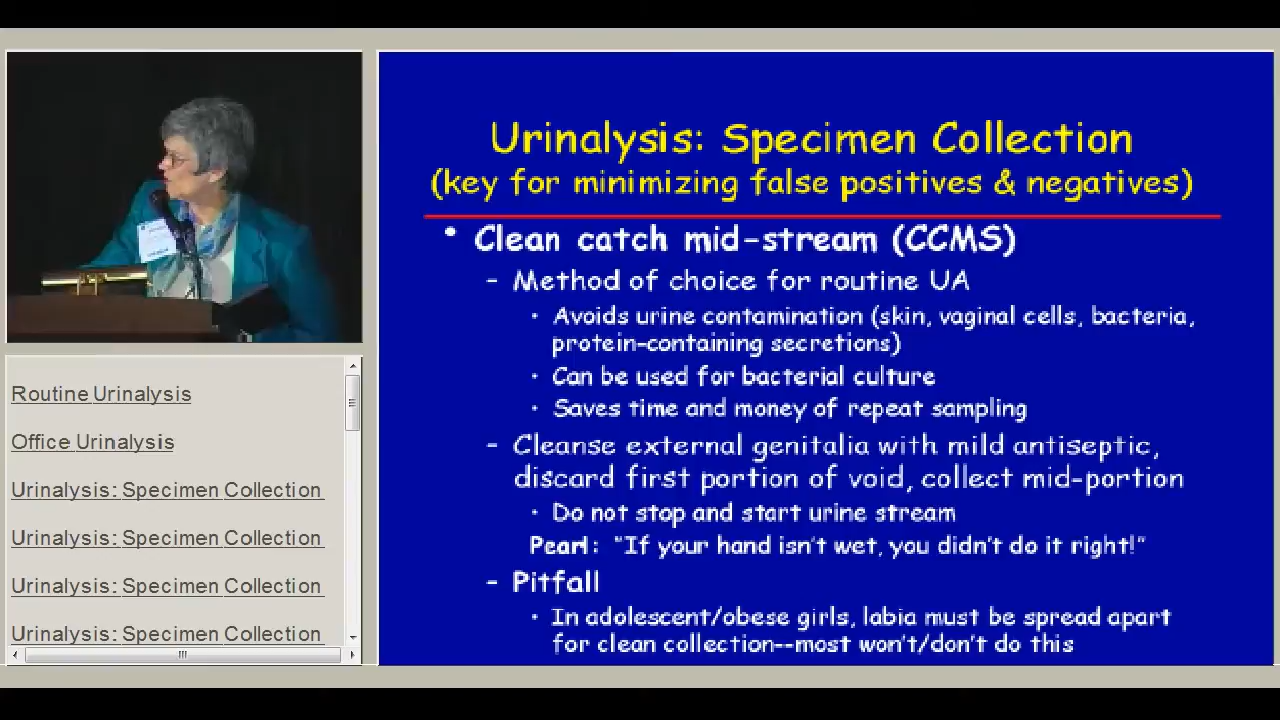 Urinalysis: Specimen Collection
(key for minimizing false positives & negatives)
• Clean catch mid-stream (CCMS)
– Method of choice for routine UA
• Avoids urine contamination (skin, vaginal cells, bacteria,
protein-containing secretions)
• Can be used for bacterial culture
• Saves time and money of repeat sampling
– Cleanse external genitalia with mild antiseptic,
discard first portion of void, collect mid-portion
• Do not stop and start urine stream
Pearl: "If your hand isn't wet, you didn't do it right!"
– Pitfall
• In adolescent/obese girls, labia must be spread apart
for clean collection--most won't/don't do this
Routine Urinalysis
Office Urinalysis
Urinalysis: Specimen Collection
Urinalysis: Specimen Collection
Urinalysis: Specimen Collection
Urinalysis: Specimen Collection